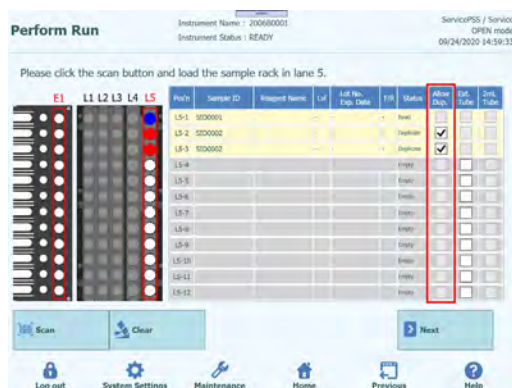 Perform Run
Instrument Name : 200680001
Instrument Status : READY
ServicePSS / Service
OPEN mode
09/24/2020 14:59:33
Please click the scan button and load the sample rack in lane 5.
E1 L1 L2 L3 L4 L5
Pos'n Sample ID Reagent Name Lvl Lot No. Exp. Date F/R Status Allow Dup. Ext. Tube 2mL Tube
L5-1 SID0001 - - - Read
L5-2 SID0002 - - - Duplicate
L5-3 SID0002 - - - Duplicate
L5-4 Empty
L5-5 Empty
L5-6 Empty
L5-7 Empty
L5-8 Empty
L5-9 Empty
L5-10 Empty
L5-11 Empty
L5-12 Empty
Scan Clear Next
Log out System Settings Maintenance Home Previous Help